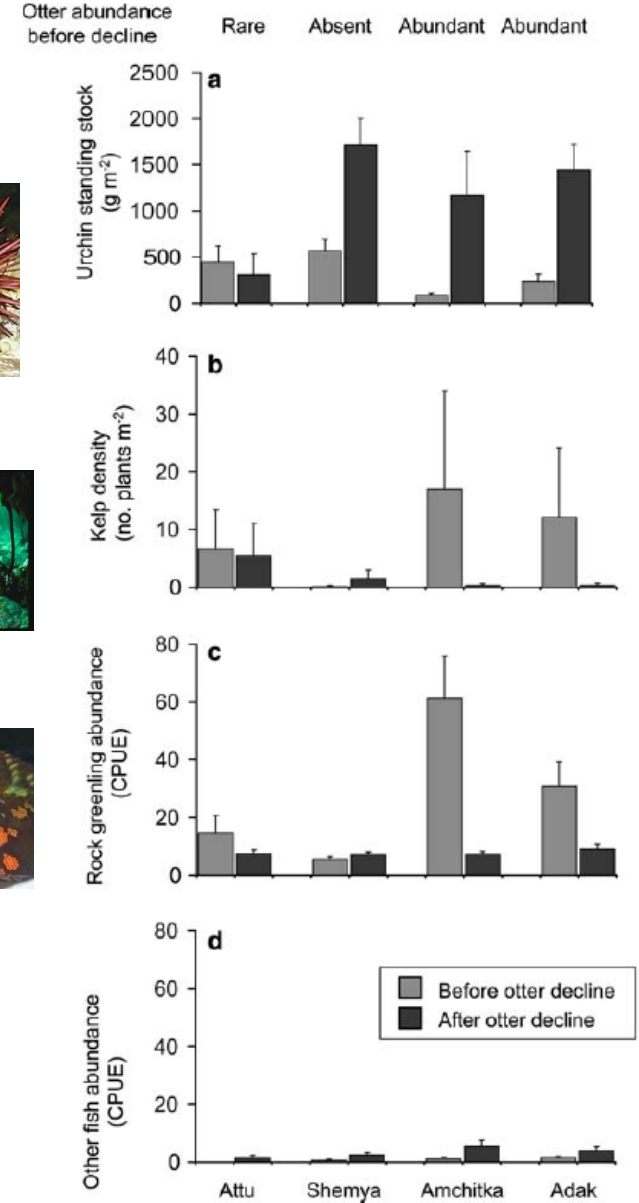 Otter abundance
before decline
Rare Absent Abundant Abundant
a
Urchin standing stock
(g m-2)
2500
2000
1500
1000
500
0
b
Kelp density
(no. plants m-2)
40
30
20
10
0
c
Rock greenling abundance
(CPUE)
80
60
40
20
0
d
Other fish abundance
(CPUE)
80
60
40
20
0
Before otter decline
After otter decline
Attu Shemya Amchitka Adak